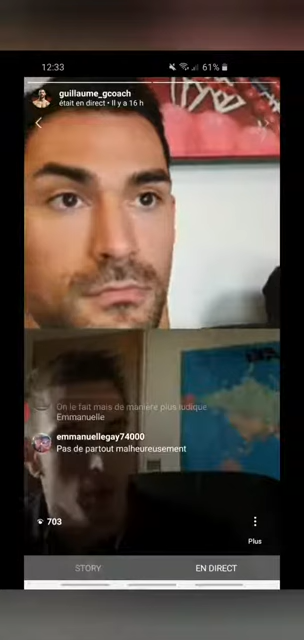 12:33
61%
guillaume_gcoach
était en direct • Il y a 16 h
On le fait mais de manière plus ludique
Emmanuelle
emmanuellegay74000
Pas de partout malheureusement
703
Plus
STORY
EN DIRECT